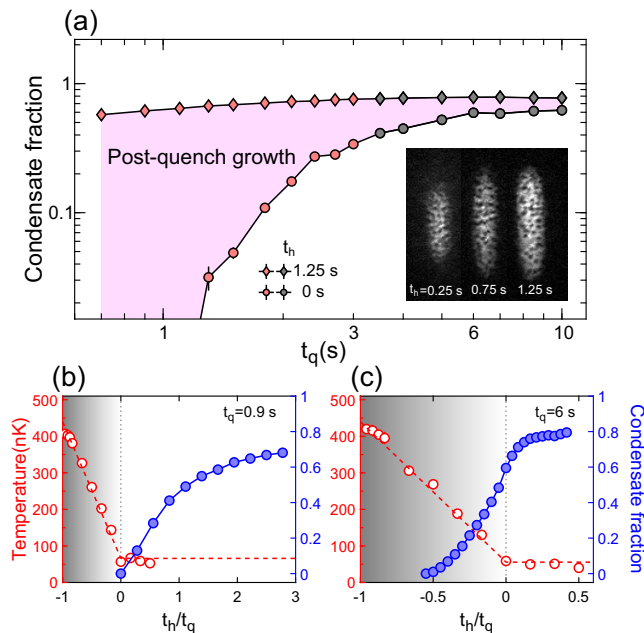 (a)
Condensate fraction
1
0.1
Post-quench growth
t_h
1.25 s
0 s
t_h=0.25 s 0.75 s 1.25 s
1 3 6 10
t_q(s)
(b)
Temperature(nK)
500
400
300
200
100
0
t_q=0.9 s
1
0.8
0.6
0.4
0.2
0
-1 0 1 2 3
t_h/t_q
(c)
500
400
300
200
100
0
t_q=6 s
1
0.8
0.6
0.4
0.2
0
Condensate fraction
-1 -0.5 0 0.5
t_h/t_q